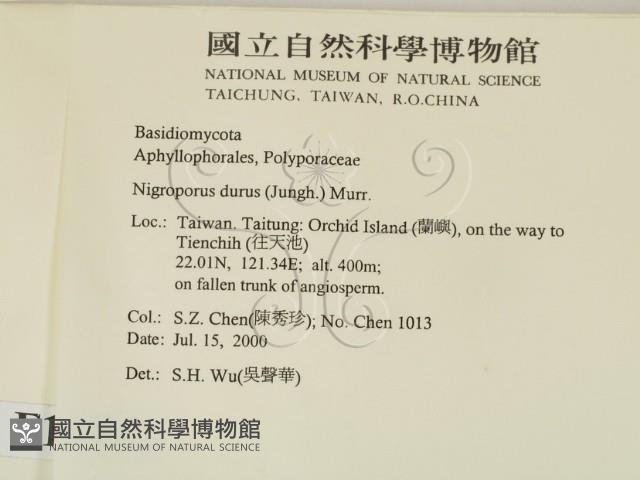 國立自然科學博物館
NATIONAL MUSEUM OF NATURAL SCIENCE
TAICHUNG, TAIWAN, R.O.CHINA
Basidiomycota
Aphyllophorales, Polyporaceae
Nigroporus durus (Jungh.) Murr.
Loc.: Taiwan. Taitung: Orchid Island (蘭嶼), on the way to
Tienchih (往天池)
22.01N, 121.34E; alt. 400m;
on fallen trunk of angiosperm.
Col.: S.Z. Chen(陳秀珍); No. Chen 1013
Date: Jul. 15, 2000
Det.: S.H. Wu(吳聲華)
國立自然科學博物館
NATIONAL MUSEUM OF NATURAL SCIENCE